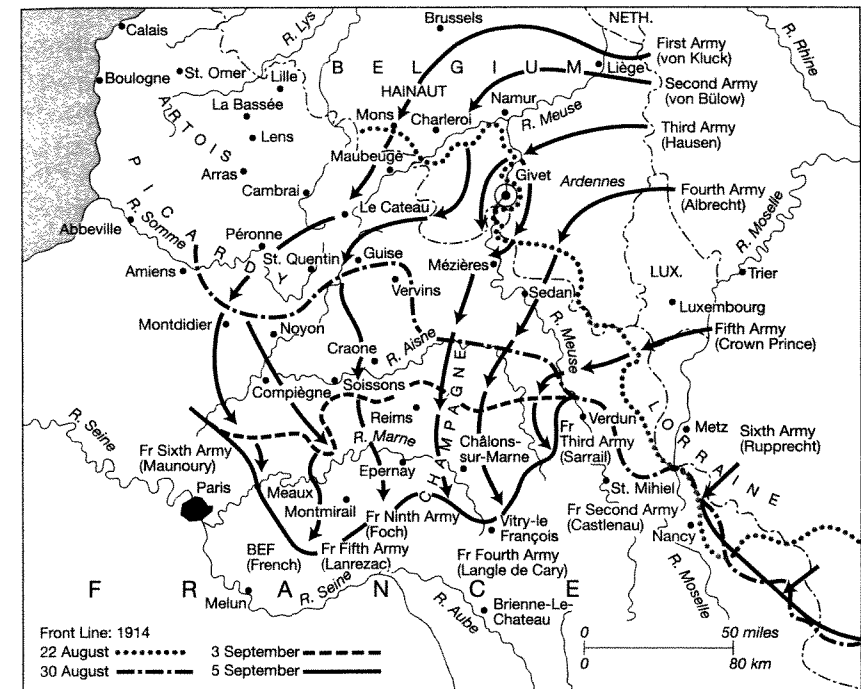 Calais
Brussels
NETH.
R. Lys
R. Rhine
Boulogne
St. Omer
Lille
BELGIUM
Liège
First Army
(von Kluck)
Second Army
(von Bülow)
HAINAUT
La Bassée
ARTOIS
Mons
Charleroi
Namur
R. Meuse
Third Army
(Hausen)
Lens
Maubeuge
Arras
Cambrai
Givet
Ardennes
Fourth Army
(Albrecht)
PICARDY
R. Somme
Abbeville
Le Cateau
R. Moselle
Péronne
St. Quentin
Guise
Amiens
Vervins
Mézières
LUX.
Trier
Sedan
Luxembourg
Montdidier
Noyon
R. Aisne
R. Meuse
Fifth Army
(Crown Prince)
Craonne
Compiègne
Soissons
CHAMPAGNE
LORRAINE
R. Seine
Reims
R. Marne
Verdun
Metz
Fr Sixth Army
(Maunoury)
Châlons-
sur-Marne
Fr
Third Army
(Sarrail)
Sixth Army
(Rupprecht)
Epernay
Paris
Meaux
Montmirail
St. Mihiel
Fr Ninth Army
(Foch)
Vitry-le
François
Fr Second Army
(Castlenau)
Nancy
BEF
(French)
Fr Fifth Army
(Lanrezac)
Fr Fourth Army
(Langle de Cary)
R. Moselle
FRANCE
Melun
R. Seine
R. Aube
Brienne-Le-
Chateau
Front Line: 1914
22 August
3 September
30 August
5 September
0 50 miles
0 80 km